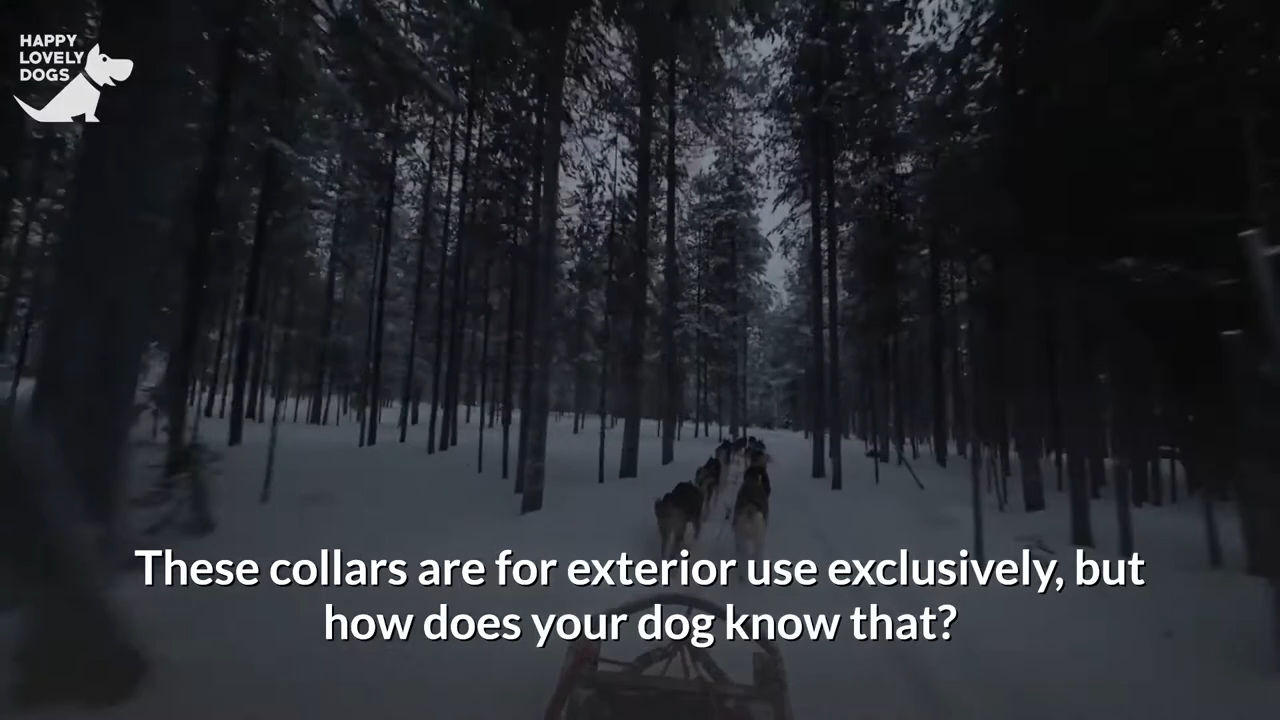 HAPPY
LOVELY
DOGS
These collars are for exterior use exclusively, but
how does your dog know that?